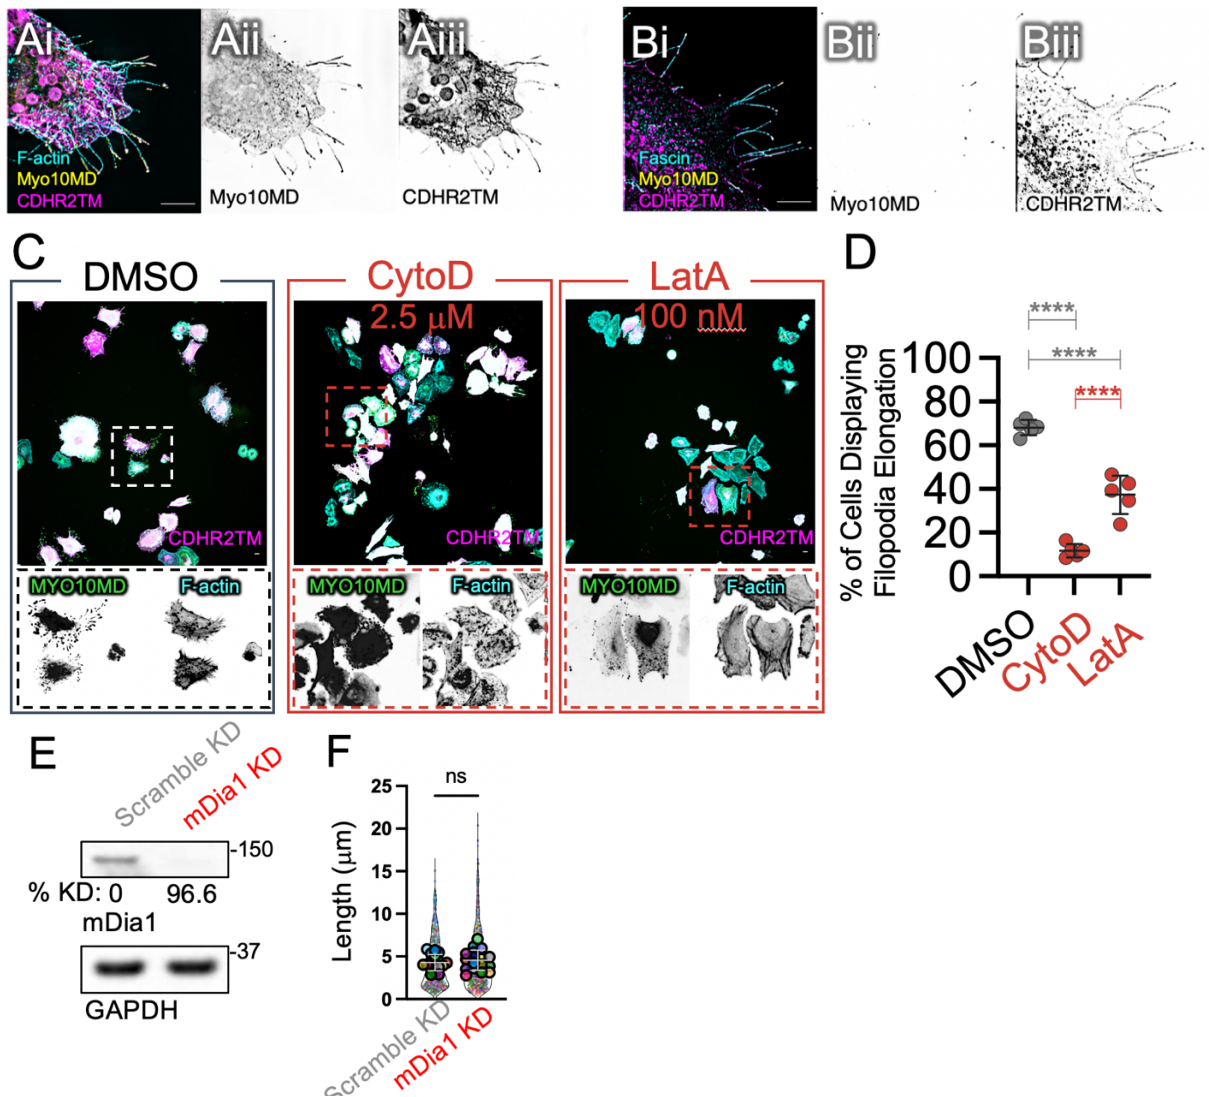 Ai
F-actin
Myo10MD
CDHR2TM
Aii
Myo10MD
Aiii
CDHR2TM
Bi
Fascin
Myo10MD
CDHR2TM
Bii
Myo10MD
Biii
CDHR2TM
C
DMSO
CDHR2TM
MYO10MD
F-actin
CytoD
2.5 μM
CDHR2TM
MYO10MD
F-actin
LatA
100 nM
CDHR2TM
MYO10MD
F-actin
D
% of Cells Displaying
Filopodia Elongation
100
80
60
40
20
0
****
****
****
DMSO
CytoD
LatA
E
Scramble KD
mDia1 KD
-150
% KD: 0 96.6
mDia1
-37
GAPDH
F
Length (μm)
25
20
15
10
5
0
ns
Scramble KD
mDia1 KD